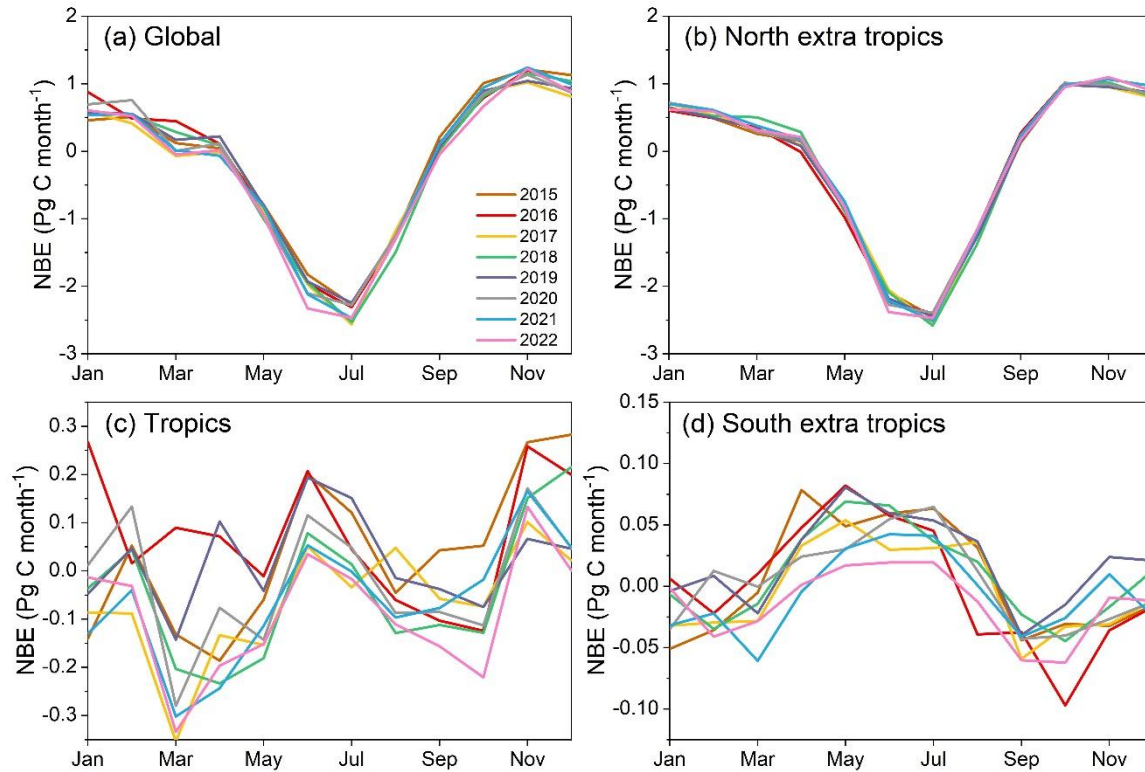 (a) Global
NBE (Pg C month⁻¹)
2
1
0
-1
-2
-3
Jan Mar May Jul Sep Nov
2015
2016
2017
2018
2019
2020
2021
2022
(b) North extra tropics
NBE (Pg C month⁻¹)
2
1
0
-1
-2
-3
Jan Mar May Jul Sep Nov
(c) Tropics
NBE (Pg C month⁻¹)
0.3
0.2
0.1
0.0
-0.1
-0.2
-0.3
Jan Mar May Jul Sep Nov
(d) South extra tropics
NBE (Pg C month⁻¹)
0.15
0.10
0.05
0.00
-0.05
-0.10
Jan Mar May Jul Sep Nov